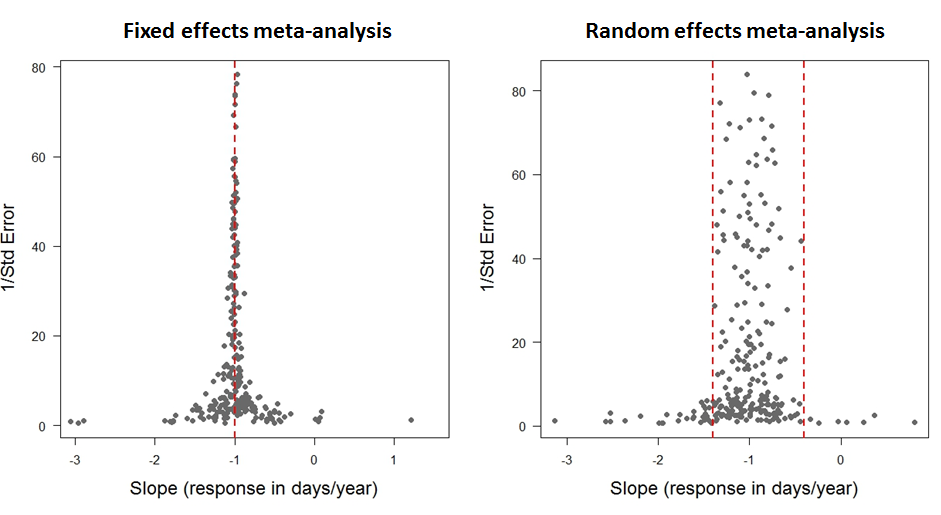 Fixed effects meta-analysis
80
60
40
20
0
1/Std Error
-3 -2 -1 0 1
Slope (response in days/year)
Random effects meta-analysis
80
60
40
20
0
1/Std Error
-3 -2 -1 0
Slope (response in days/year)